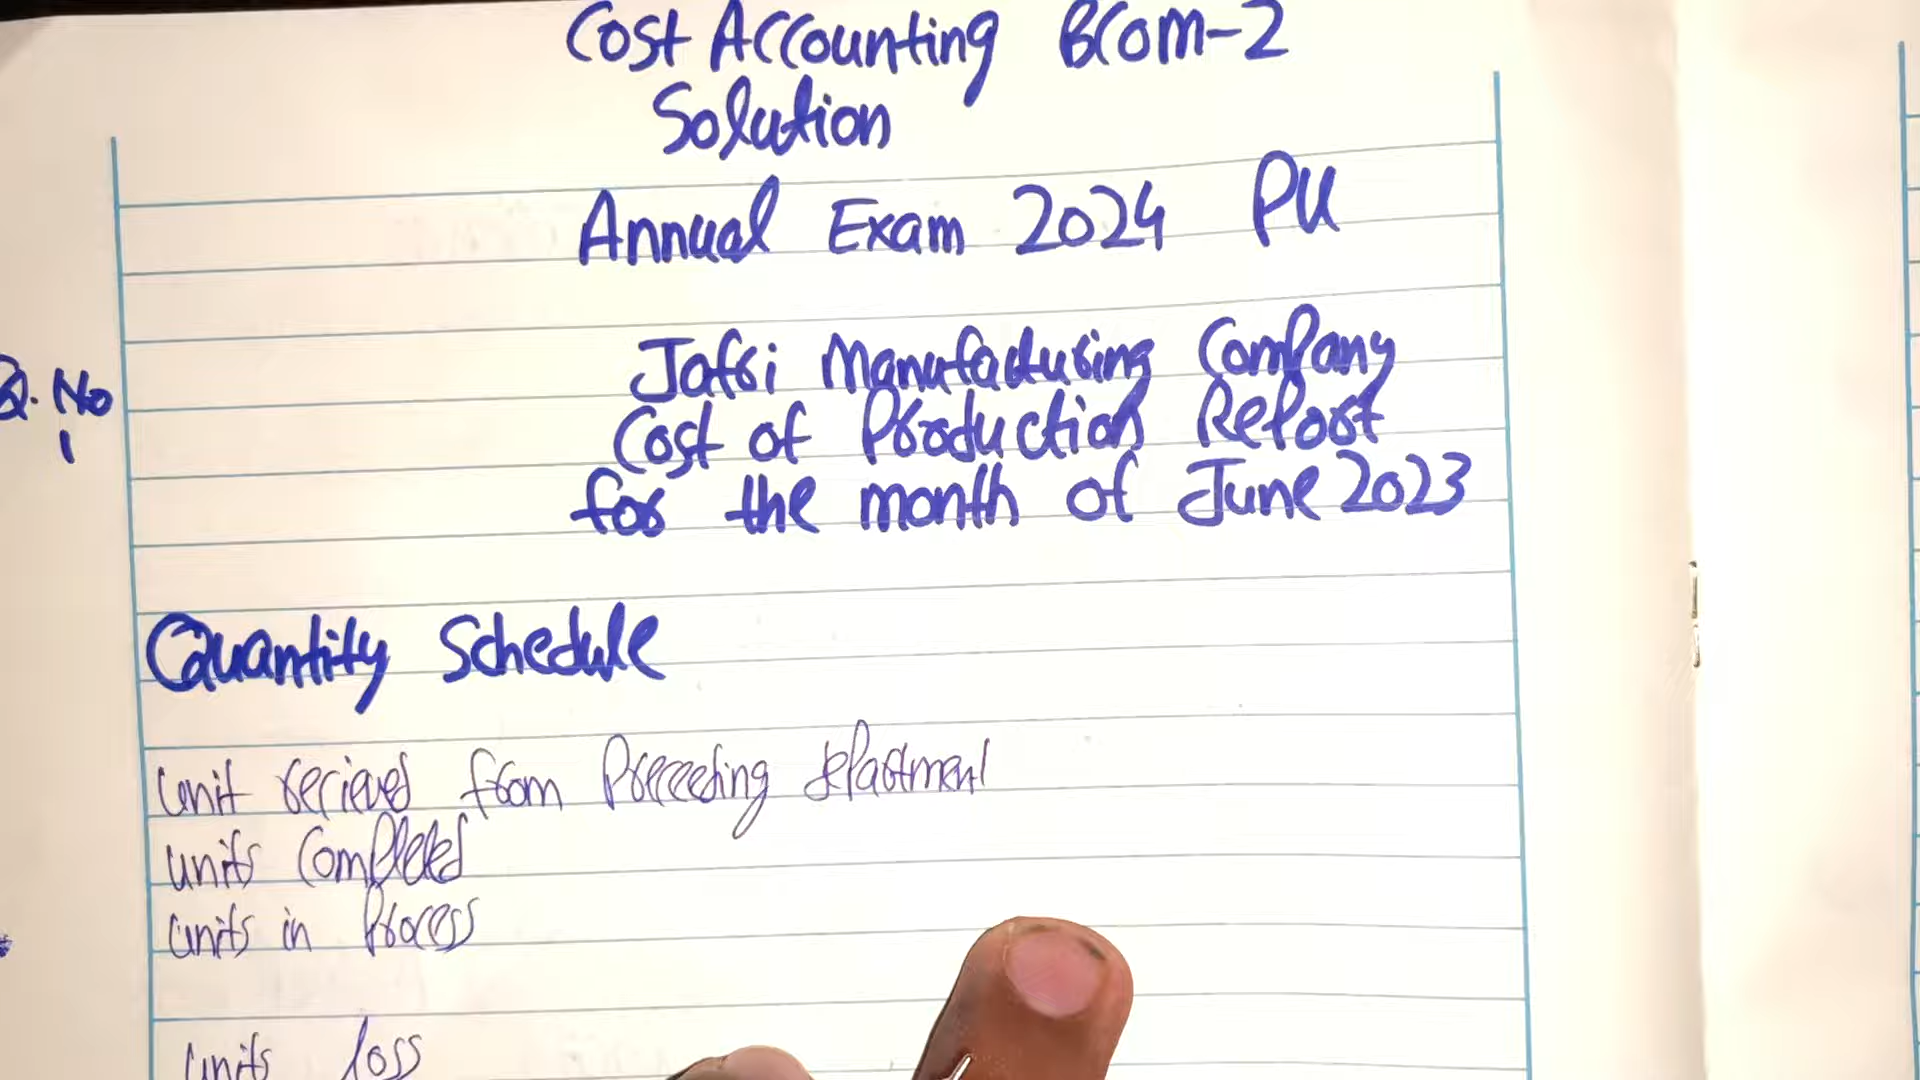 Cost Accounting BCom-2
Solution
Annual Exam 2024 PU
Q. No
1
Jafri Manufacturing Company
Cost of Production Report
for the month of June 2023
Quantity Schedule
Unit recieved from Preceeding department
units Completed
units in Process
units loss